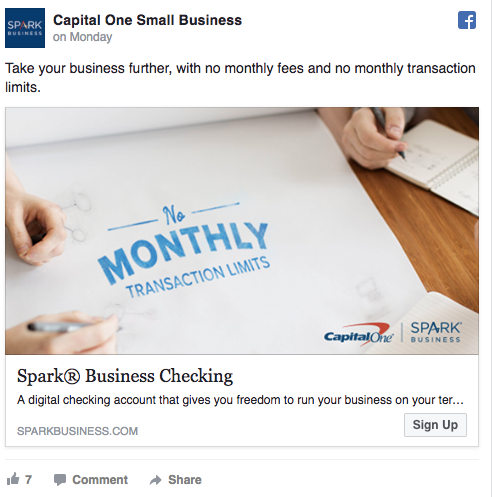 SPARK
BUSINESS
Capital One Small Business
on Monday
Take your business further, with no monthly fees and no monthly transaction
limits.
No
MONTHLY
TRANSACTION LIMITS
Capital One
SPARK
BUSINESS
Spark® Business Checking
A digital checking account that gives you freedom to run your business on your ter…
SPARKBUSINESS.COM
Sign Up
7
Comment
Share